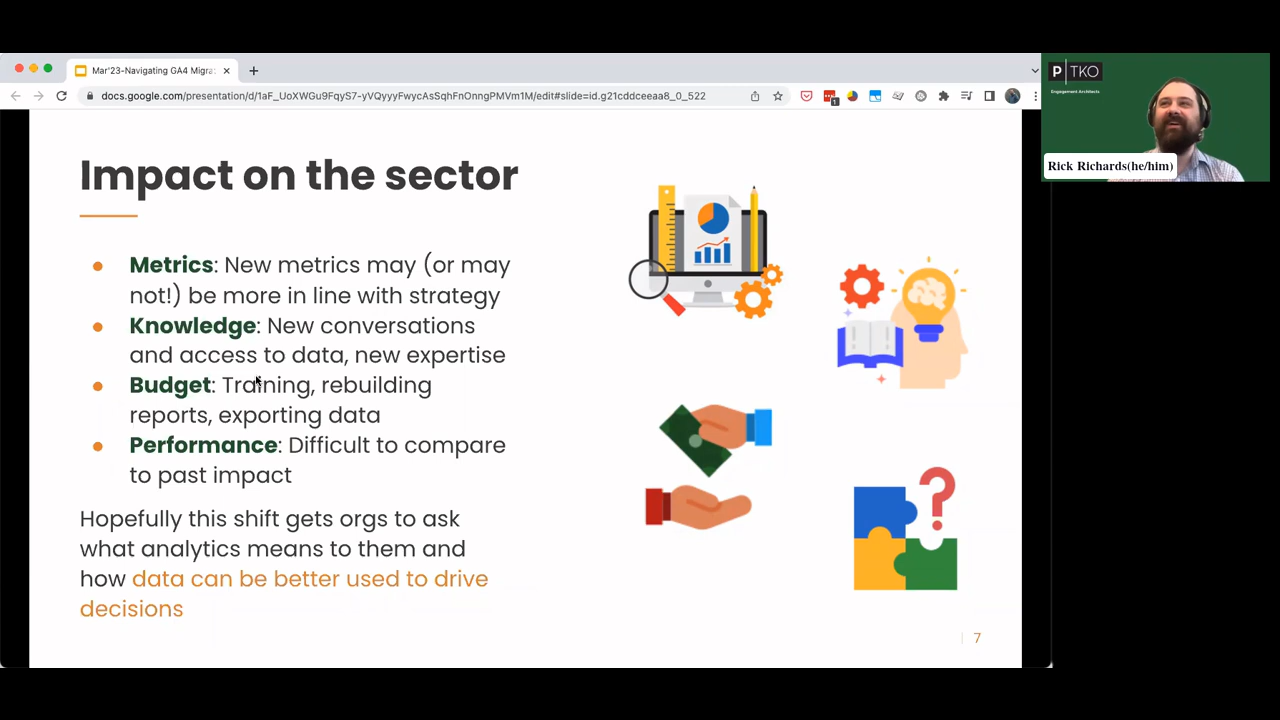 Mar'23-Navigating GA4 Migra
docs.google.com/presentation/d/1aF_UoXWGu9FqyS7-VOvyvFwycAsSqhFnOnngPMVm1M/edit#slide=id.g21cddceeaa8_0_522
1
P TKO
Engagement Architects
Rick Richards(he/him)
Impact on the sector
Metrics: New metrics may (or may
not!) be more in line with strategy
Knowledge: New conversations
and access to data, new expertise
Budget: Training, rebuilding
reports, exporting data
Performance: Difficult to compare
to past impact
Hopefully this shift gets orgs to ask
what analytics means to them and
how data can be better used to drive
decisions
7